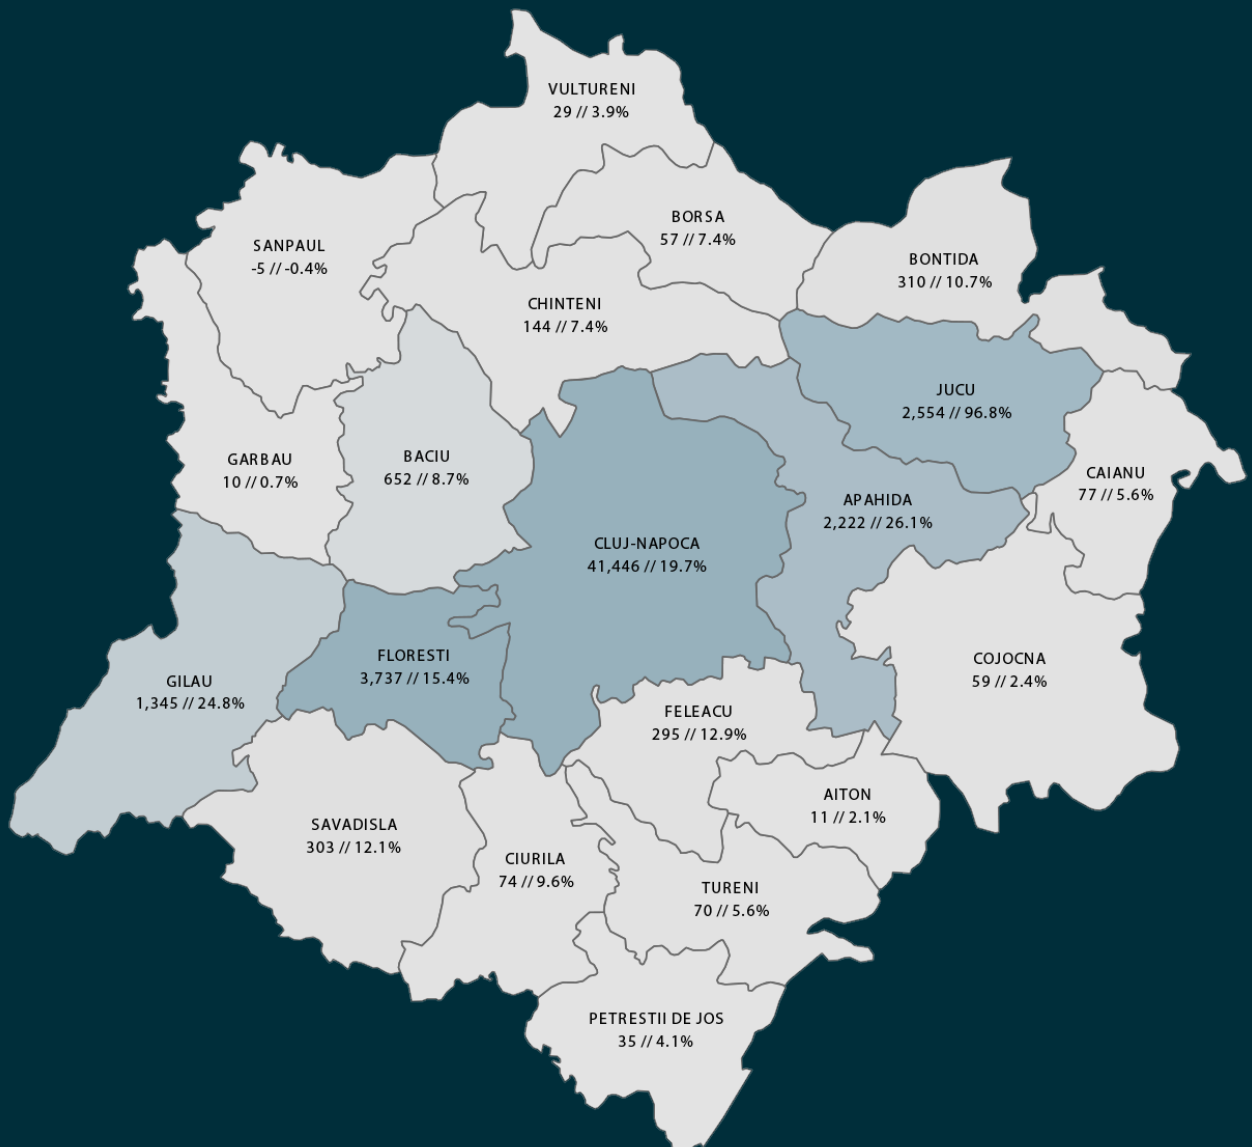 VULTURENI
29 // 3.9%
BORSA
57 // 7.4%
SANPAUL
-5 // -0.4%
BONTIDA
310 // 10.7%
CHINTENI
144 // 7.4%
JUCU
2,554 // 96.8%
GARBAU
10 // 0.7%
BACIU
652 // 8.7%
CAIANU
77 // 5.6%
APAHIDA
2,222 // 26.1%
CLUJ-NAPOCA
41,446 // 19.7%
FLORESTI
3,737 // 15.4%
COJOCNA
59 // 2.4%
GILAU
1,345 // 24.8%
FELEACU
295 // 12.9%
AITON
11 // 2.1%
SAVADISLA
303 // 12.1%
CIURILA
74 // 9.6%
TURENI
70 // 5.6%
PETRESTII DE JOS
35 // 4.1%